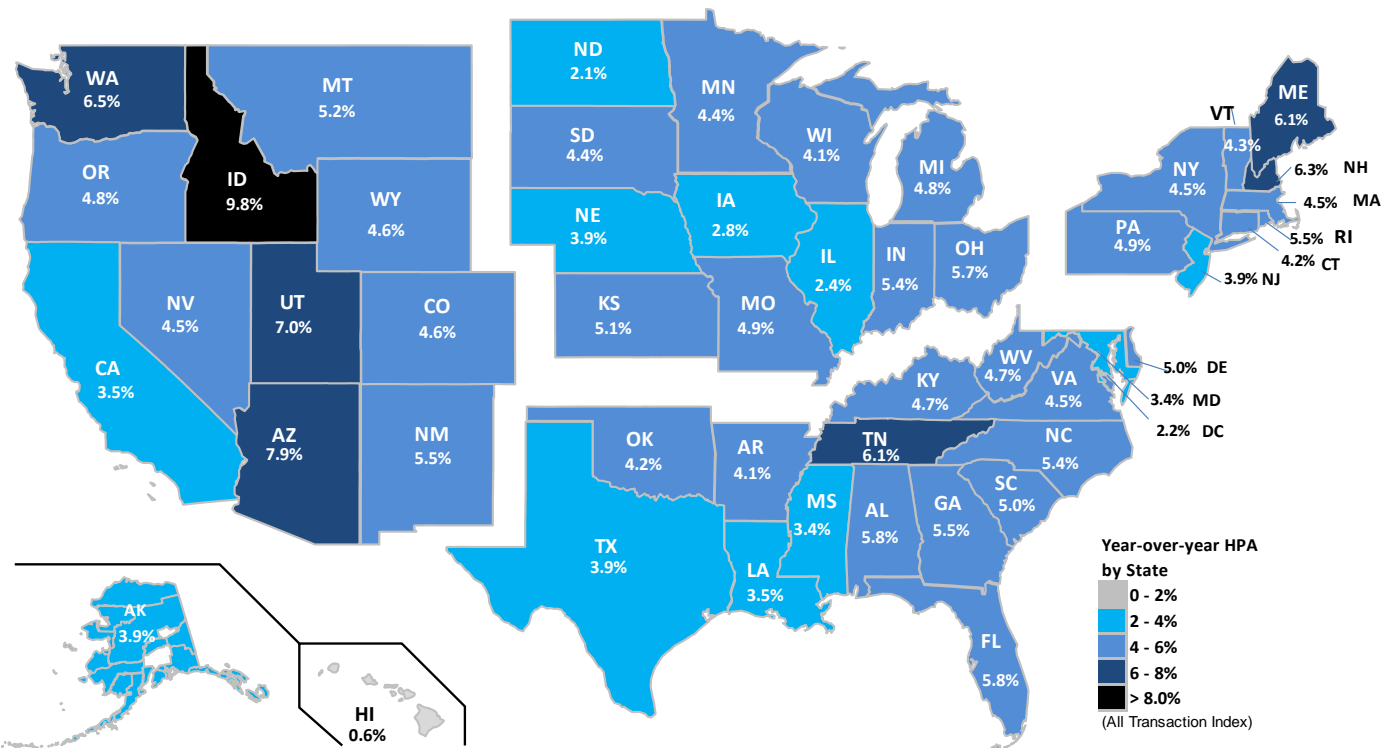 WA
6.5%
MT
5.2%
OR
4.8%
ID
9.8%
WY
4.6%
CA
3.5%
NV
4.5%
UT
7.0%
CO
4.6%
AZ
7.9%
NM
5.5%
ND
2.1%
MN
4.4%
SD
4.4%
WI
4.1%
MI
4.8%
NE
3.9%
IA
2.8%
IL
2.4%
IN
5.4%
OH
5.7%
KS
5.1%
MO
4.9%
VT
4.3%
ME
6.1%
NY
4.5%
6.3% NH
4.5% MA
5.5% RI
4.2% CT
PA
4.9%
3.9% NJ
WV
4.7%
VA
4.5%
KY
4.7%
5.0% DE
3.4% MD
2.2% DC
OK
4.2%
AR
4.1%
TN
6.1%
NC
5.4%
SC
5.0%
TX
3.9%
LA
3.5%
MS
3.4%
AL
5.8%
GA
5.5%
FL
5.8%
AK
3.9%
HI
0.6%
Year-over-year HPA
by State
0 - 2%
2 - 4%
4 - 6%
6 - 8%
> 8.0%
(All Transaction Index)